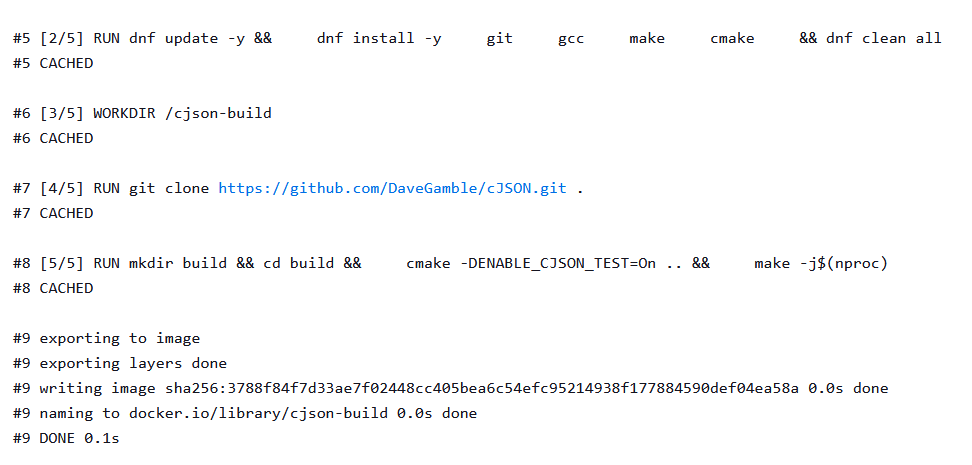 #5 [2/5] RUN dnf update -y &&     dnf install -y     git     gcc     make     cmake     && dnf clean all
#5 CACHED
#6 [3/5] WORKDIR /cjson-build
#6 CACHED
#7 [4/5] RUN git clone https://github.com/DaveGamble/cJSON.git .
#7 CACHED
#8 [5/5] RUN mkdir build && cd build &&     cmake -DENABLE_CJSON_TEST=On .. &&     make -j$(nproc)
#8 CACHED
#9 exporting to image
#9 exporting layers done
#9 writing image sha256:3788f84f7d33ae7f02448cc405bea6c54efc95214938f177884590def04ea58a 0.0s done
#9 naming to docker.io/library/cjson-build 0.0s done
#9 DONE 0.1s